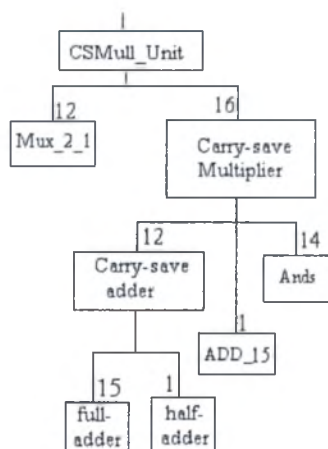 CSMull_Unit
12
16
Mux_2_1
Carry-save
Multiplier
12
14
Carry-save
adder
Ands
1
ADD_15
15
1
full-
adder
half-
adder